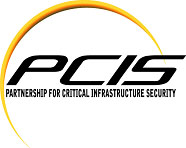 PCIS
PARTNERSHIP FOR CRITICAL INFRASTRUCTURE SECURITY